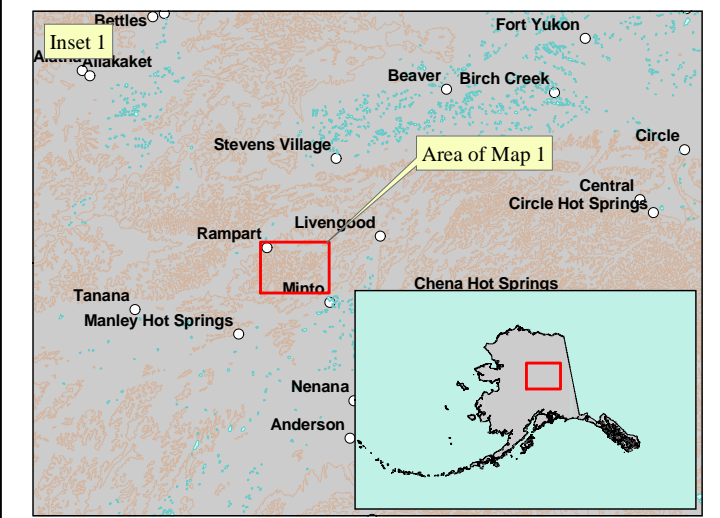 Bettles
Fort Yukon
Inset 1
Alatna
Allakaket
Beaver
Birch Creek
Circle
Stevens Village
Area of Map 1
Central
Circle Hot Springs
Livengood
Rampart
Minto
Chena Hot Springs
Tanana
Manley Hot Springs
Nenana
Anderson